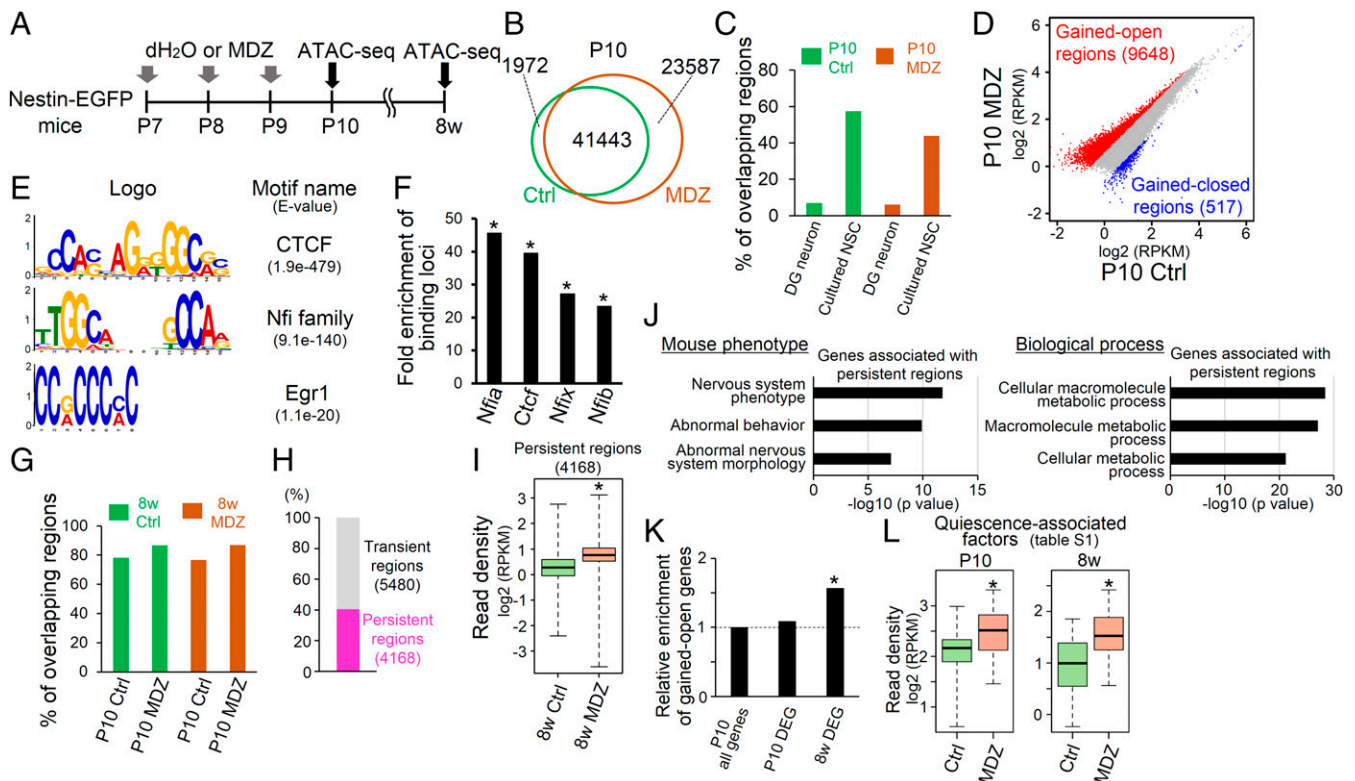 A
dH2O or MDZ ATAC-seq ATAC-seq
Nestin-EGFP
mice
P7 P8 P9 P10 8w
B
P10
1972 23587
41443
Ctrl MDZ
C
P10
Ctrl
P10
MDZ
% of overlapping regions
80
60
40
20
0
DG neuron
Cultured NSC
DG neuron
Cultured NSC
D
Gained-open
regions (9648)
Gained-closed
regions (517)
P10 MDZ
log2 (RPKM)
6
4
2
0
-2
-2 0 2 4 6
log2 (RPKM)
P10 Ctrl
E
Logo Motif name
(E-value)
2
1
0
CTCF
(1.9e-479)
2
1
0
Nfi family
(9.1e-140)
2
1
0
Egr1
(1.1e-20)
F
Fold enrichment of
binding loci
50
40
30
20
10
0
* * * *
Nfia Ctcf Nfix Nfib
G
8w
Ctrl
8w
MDZ
% of overlapping regions
80
60
40
20
0
P10 Ctrl
P10 MDZ
P10 Ctrl
P10 MDZ
H
(%)
100
80
60
40
20
0
Transient
regions
(5480)
Persistent
regions
(4168)
I
Persistent regions
(4168)
*
Read density
log2 (RPKM)
3
2
1
0
-1
-2
-3
8w Ctrl
8w MDZ
J
Mouse phenotype
Genes associated with
persistent regions
Nervous system
phenotype
Abnormal behavior
Abnormal nervous
system morphology
0 5 10 15
-log10 (p value)
Biological process
Genes associated with
persistent regions
Cellular macromolecule
metabolic process
Macromolecule metabolic
process
Cellular metabolic
process
0 10 20 30
-log10 (p value)
K
Relative enrichment
of gained-open genes
2
1
0
*
P10
all genes
P10 DEG
8w DEG
L
Quiescence-associated
factors (table S1)
P10 8w
Read density
log2 (RPKM)
3
2
1
*
Ctrl
MDZ
2
1
0
*
Ctrl
MDZ